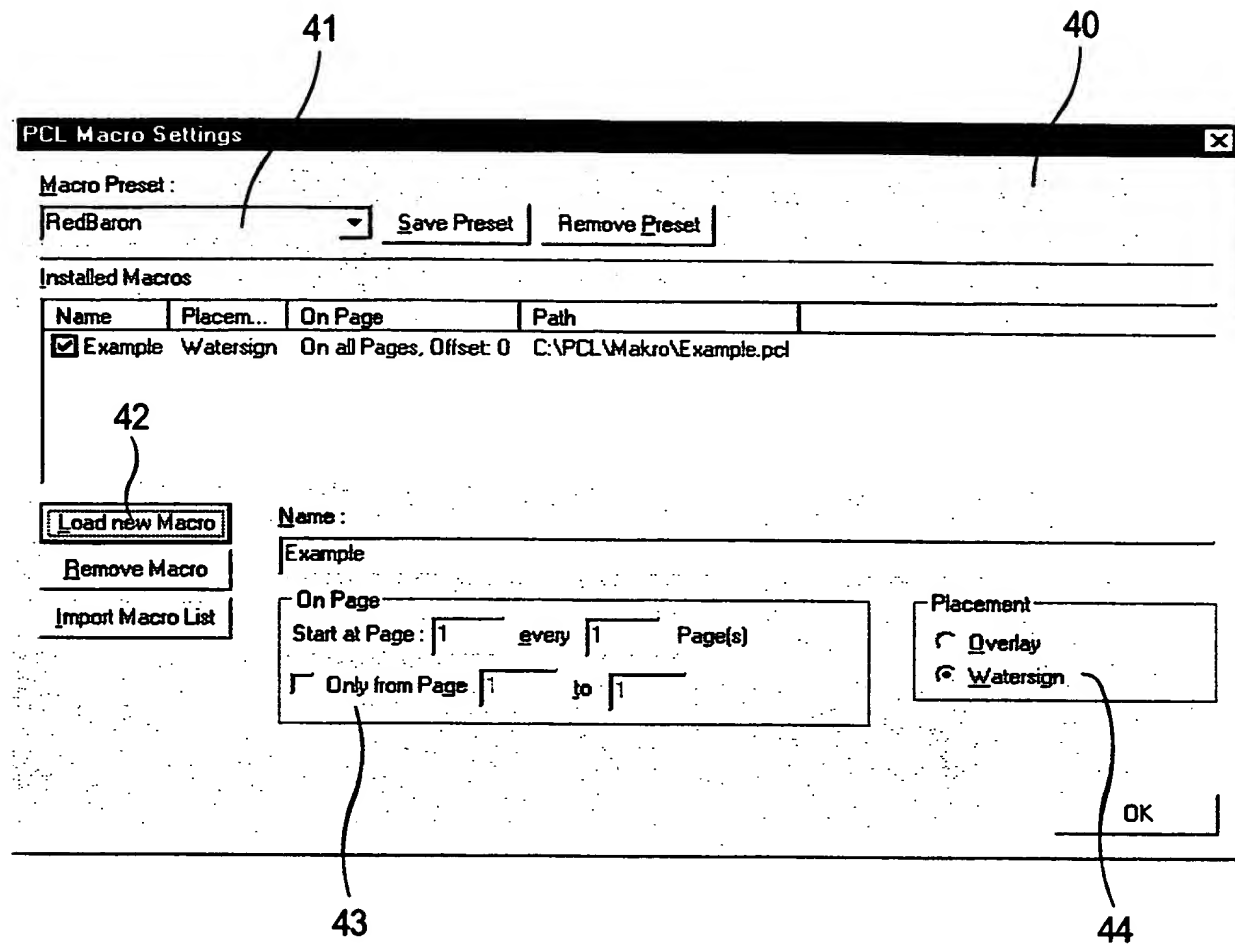 41 40
PCL Macro Settings
Macro Preset :
RedBaron Save Preset Remove Preset
Installed Macros
Name Placem... On Page Path
Example Watersign On all Pages, Offset: 0 C:\PCL\Makro\Example.pcl
42
Load new Macro Name :
Example
Remove Macro
On Page Placement
Import Macro List Start at Page : 1 every 1 Page(s) Overlay
Only from Page 1 to 1 Watersign
OK
43 44